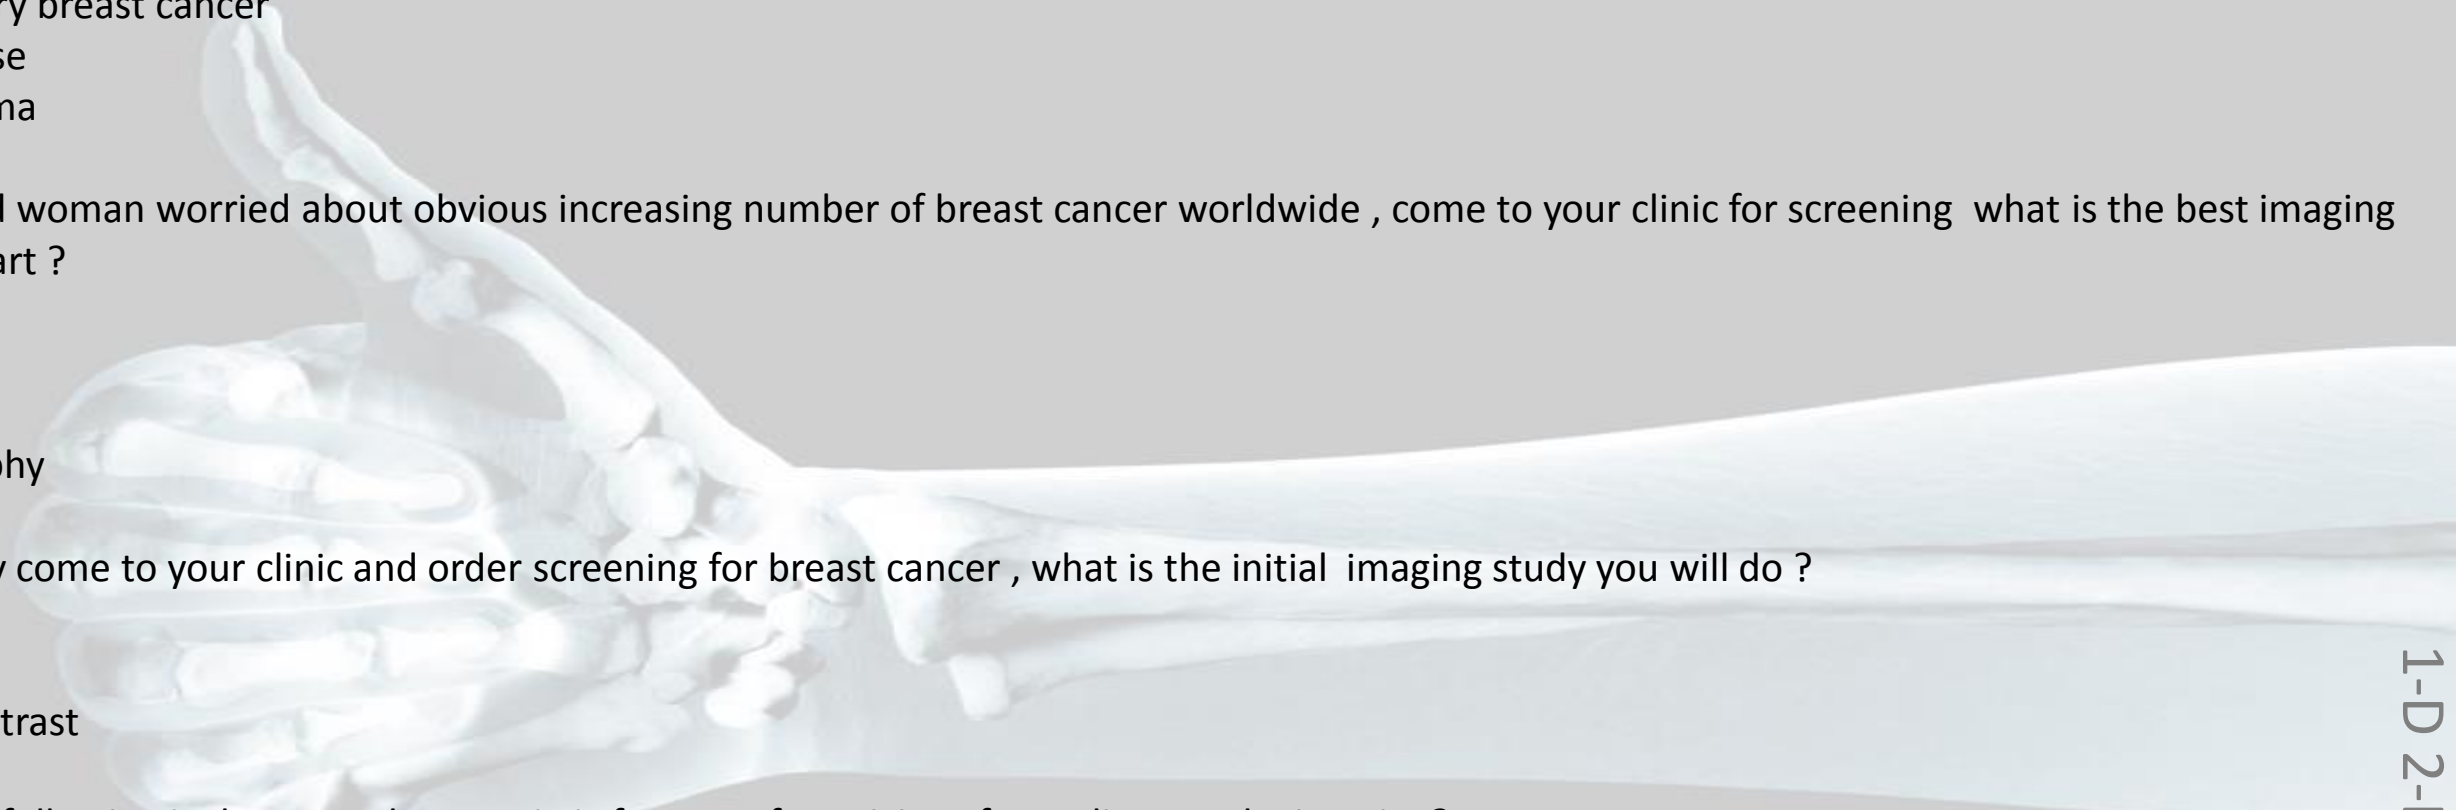 ry breast cancer
se
ma
d woman worried about obvious increasing number of breast cancer worldwide , come to your clinic for screening what is the best imaging
art ?
phy
y come to your clinic and order screening for breast cancer , what is the initial imaging study you will do ?
trast
1-D 2-